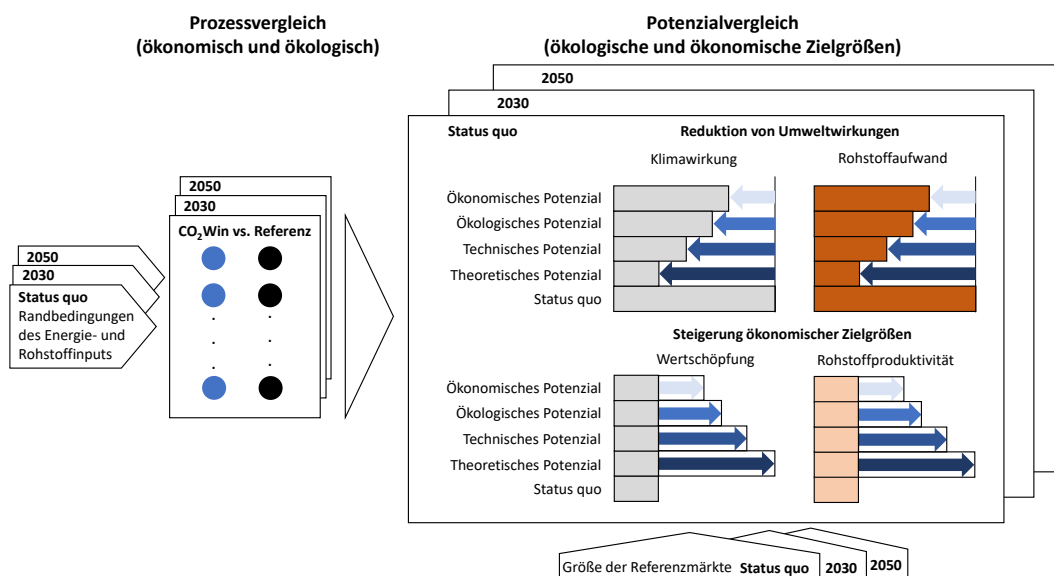 Prozessvergleich
(ökonomisch und ökologisch)
Potenzialvergleich
(ökologische und ökonomische Zielgrößen)
2050
2030
Status quo
Randbedingungen
des Energie- und
Rohstoffinputs
2050
2030
CO₂Win vs. Referenz
2050
2030
Status quo
Reduktion von Umweltwirkungen
Klimawirkung
Rohstoffaufwand
Ökonomisches Potenzial
Ökologisches Potenzial
Technisches Potenzial
Theoretisches Potenzial
Status quo
Steigerung ökonomischer Zielgrößen
Wertschöpfung
Rohstoffproduktivität
Ökonomisches Potenzial
Ökologisches Potenzial
Technisches Potenzial
Theoretisches Potenzial
Status quo
Größe der Referenzmärkte Status quo 2030 2050